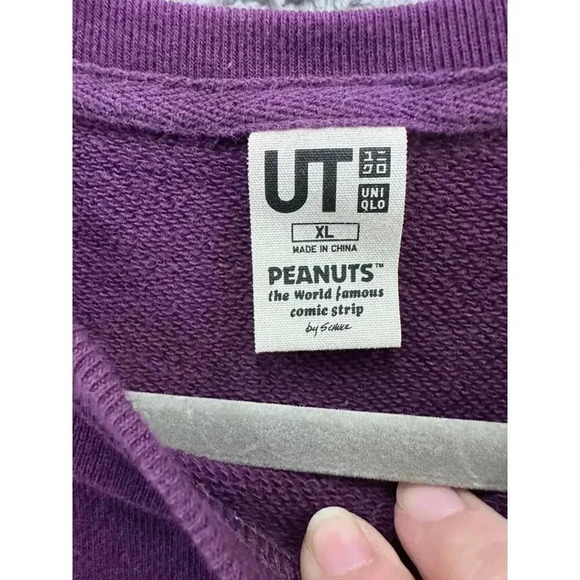 UT
ユニ
クロ
UNI
QLO
XL
MADE IN CHINA
PEANUTS™
the World famous
comic strip
by SCHULZ